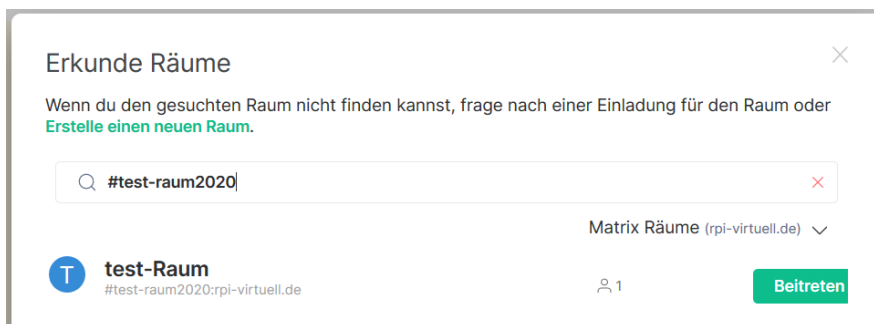 Erkunde Räume
Wenn du den gesuchten Raum nicht finden kannst, frage nach einer Einladung für den Raum oder
Erstelle einen neuen Raum.
#test-raum2020
Matrix Räume (rpi-virtuell.de)
T
test-Raum
#test-raum2020:rpi-virtuell.de
1
Beitreten